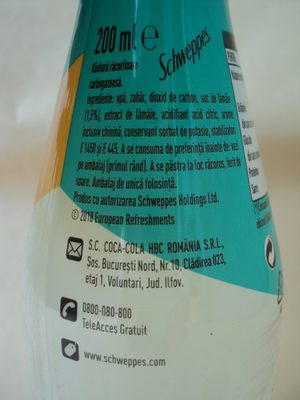 200 ml e
Schweppes
Băutură răcoritoare
carbogazoasă.
Ingrediente: apă, zahăr, dioxid de carbon, suc de lămâie
(1,5%), extract de lămâie, acidifiant acid citric, arome
inclusiv chinină, conservant sorbat de potasiu, stabilizatori
E 1450 și E 445. A se consuma de preferință înainte de: vezi
pe ambalaj (primul rând). A se păstra la loc răcoros, ferit de
soare. Ambalaj de unică folosință.
Produs cu autorizarea Schweppes Holdings Ltd.
© 2018 European Refreshments
S.C. COCA-COLA HBC ROMÂNIA S.R.L.,
Șos. București Nord, Nr.10, Clădirea 023,
etaj 1, Voluntari, Jud. Ilfov.
0800-080-800
TeleAcces Gratuit
www.schweppes.com